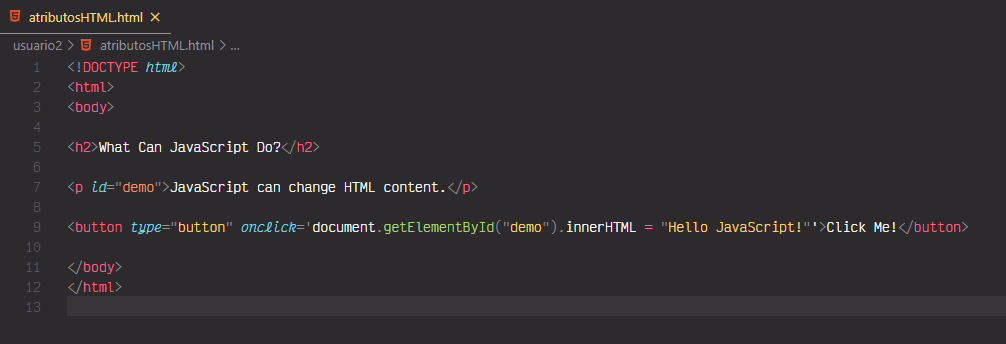 atributosHTML.html ×
usuario2 > atributosHTML.html > ...
1 <!DOCTYPE html>
2 <html>
3 <body>
4
5 <h2>What Can JavaScript Do?</h2>
6
7 <p id="demo">JavaScript can change HTML content.</p>
8
9 <button type="button" onclick='document.getElementById("demo").innerHTML = "Hello JavaScript!"'>Click Me!</button>
10
11 </body>
12 </html>
13